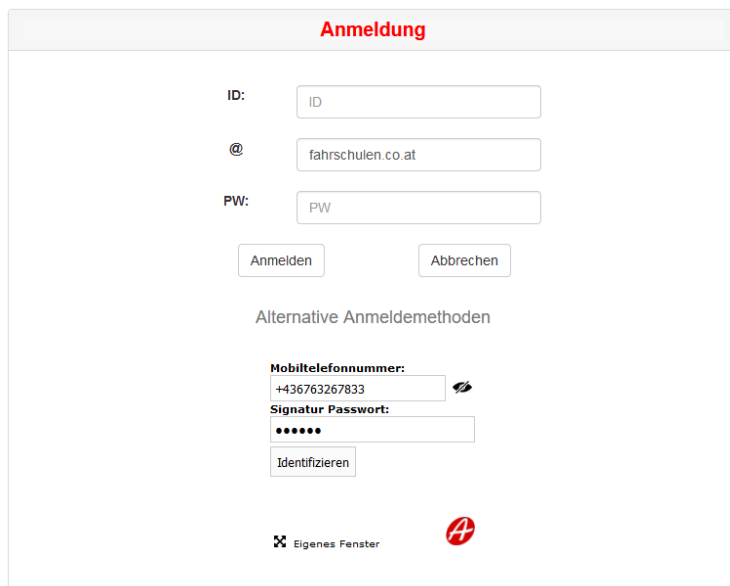 Anmeldung
ID:
ID
@
fahrschulen.co.at
PW:
PW
Anmelden Abbrechen
Alternative Anmeldemethoden
Mobiltelefonnummer:
+436763267833
Signatur Passwort:
••••••
Identifizieren
Eigenes Fenster
A